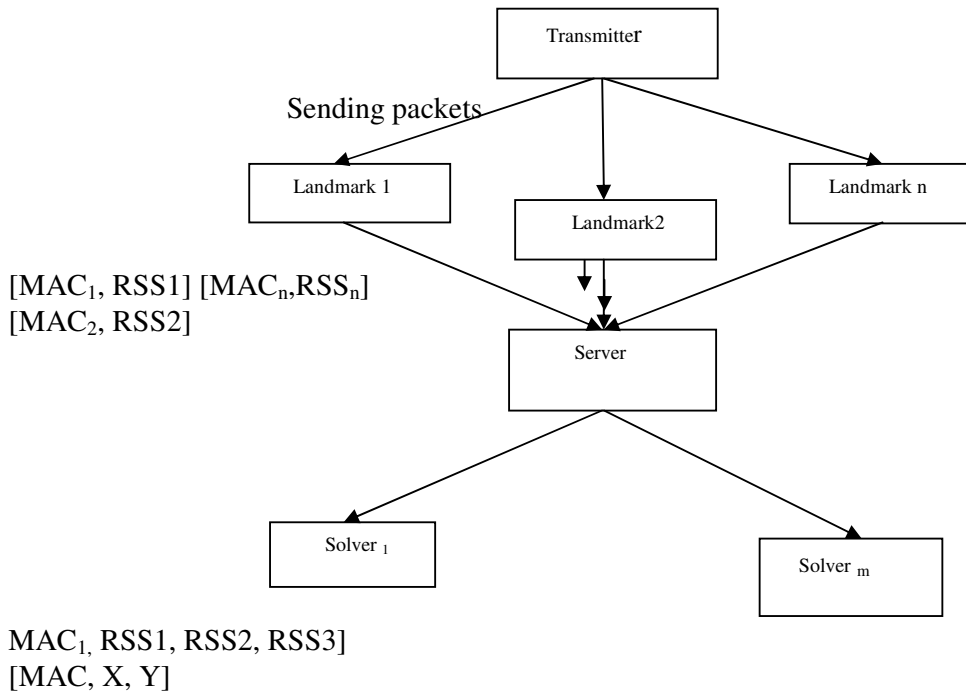 Transmitter
Sending packets
Landmark 1
Landmark n
Landmark2
[MAC₁, RSS1] [MACₙ,RSSₙ]
[MAC₂, RSS2]
Server
Solver ₁
Solver ₘ
MAC₁, RSS1, RSS2, RSS3]
[MAC, X, Y]